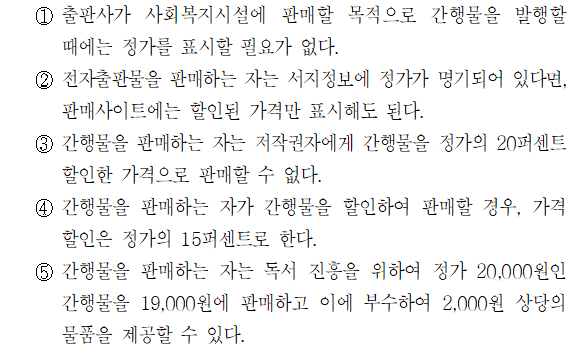 ① 출판사가 사회복지시설에 판매할 목적으로 간행물을 발행할
때에는 정가를 표시할 필요가 없다.
② 전자출판물을 판매하는 자는 서지정보에 정가가 명기되어 있다면,
판매사이트에는 할인된 가격만 표시해도 된다.
③ 간행물을 판매하는 자는 저작권자에게 간행물을 정가의 20퍼센트
할인한 가격으로 판매할 수 없다.
④ 간행물을 판매하는 자가 간행물을 할인하여 판매할 경우, 가격
할인은 정가의 15퍼센트로 한다.
⑤ 간행물을 판매하는 자는 독서 진흥을 위하여 정가 20,000원인
간행물을 19,000원에 판매하고 이에 부수하여 2,000원 상당의
물품을 제공할 수 있다.